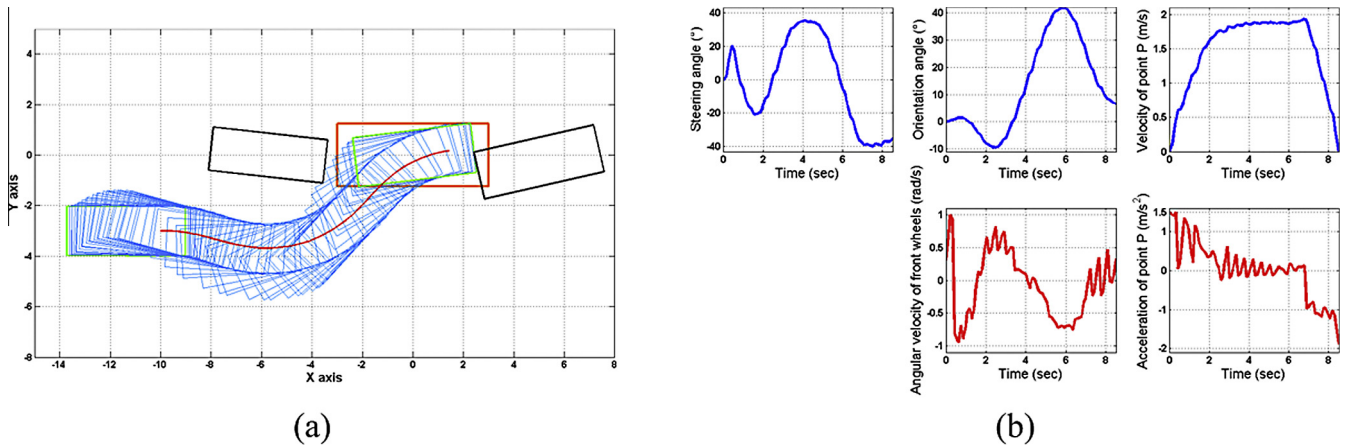 4
2
0
-2
-4
-6
-8
Y axis
-14 -12 -10 -8 -6 -4 -2 0 2 4 6 8
X axis
(a)
40
20
0
-20
-40
Steering angle (°)
0 2 4 6 8
Time (sec)
40
30
20
10
0
-10
Orientation angle (°)
0 2 4 6 8
Time (sec)
2
1.5
1
0.5
0
Velocity of point P (m/s)
0 2 4 6 8
Time (sec)
1
0.5
0
-0.5
-1
Angular velocity of front wheels (rad/s)
0 2 4 6 8
Time (sec)
1.5
1
0
-1
-2
Acceleration of point P (m/s²)
0 2 4 6 8
Time (sec)
(b)